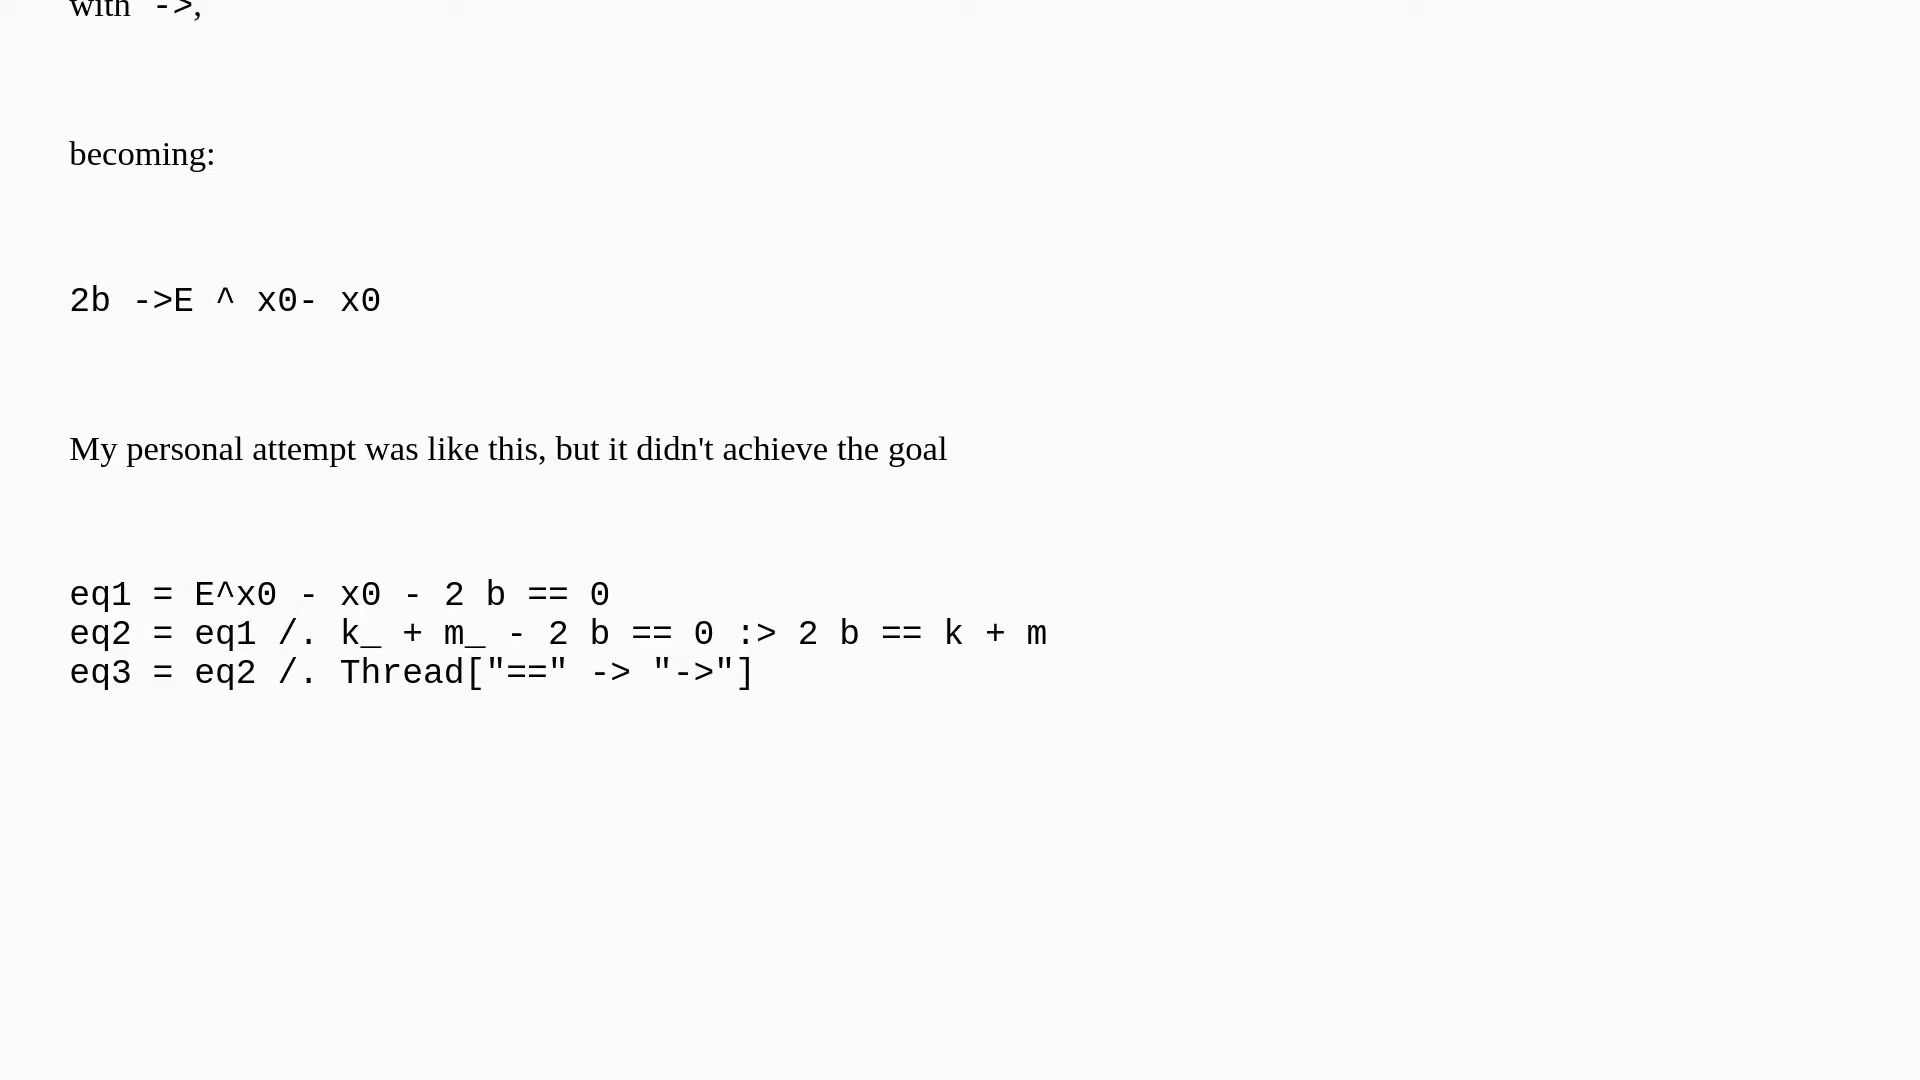 with ->,
becoming:
2b ->E ^ x0- x0
My personal attempt was like this, but it didn't achieve the goal
eq1 = E^x0 - x0 - 2 b == 0
eq2 = eq1 /. k_ + m_ - 2 b == 0 :> 2 b == k + m
eq3 = eq2 /. Thread["==" -> "->"]